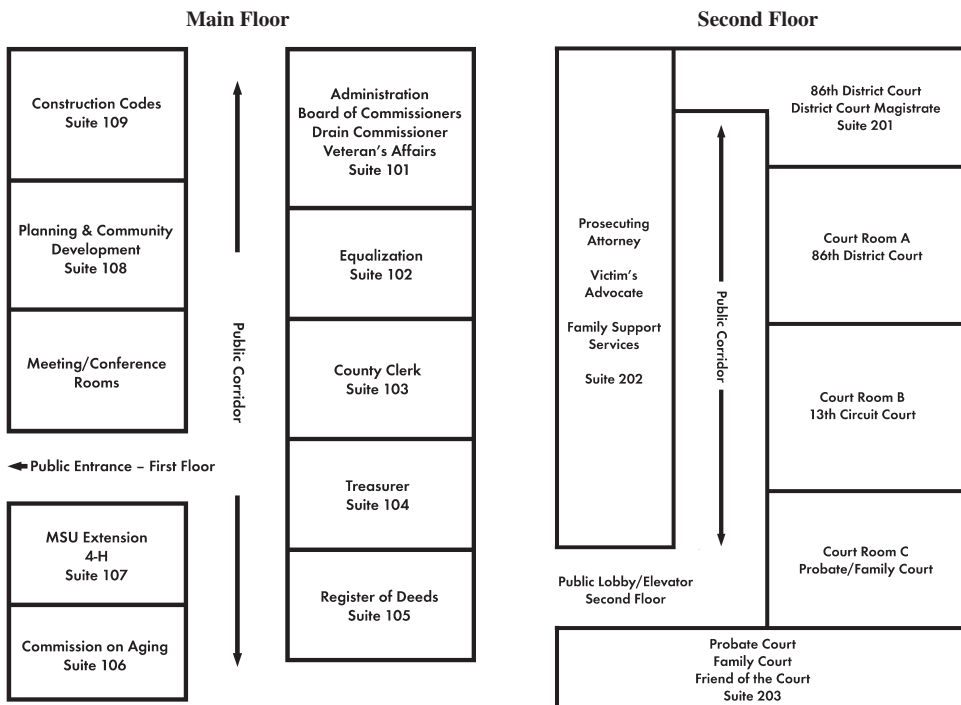 Main Floor
Construction Codes
Suite 109
Planning & Community
Development
Suite 108
Meeting/Conference
Rooms
Public Entrance – First Floor
MSU Extension
4-H
Suite 107
Commission on Aging
Suite 106
Public Corridor
Administration
Board of Commissioners
Drain Commissioner
Veteran's Affairs
Suite 101
Equalization
Suite 102
County Clerk
Suite 103
Treasurer
Suite 104
Register of Deeds
Suite 105
Second Floor
Prosecuting
Attorney
Victim's
Advocate
Family Support
Services
Suite 202
Public Corridor
86th District Court
District Court Magistrate
Suite 201
Court Room A
86th District Court
Court Room B
13th Circuit Court
Court Room C
Probate/Family Court
Public Lobby/Elevator
Second Floor
Probate Court
Family Court
Friend of the Court
Suite 203